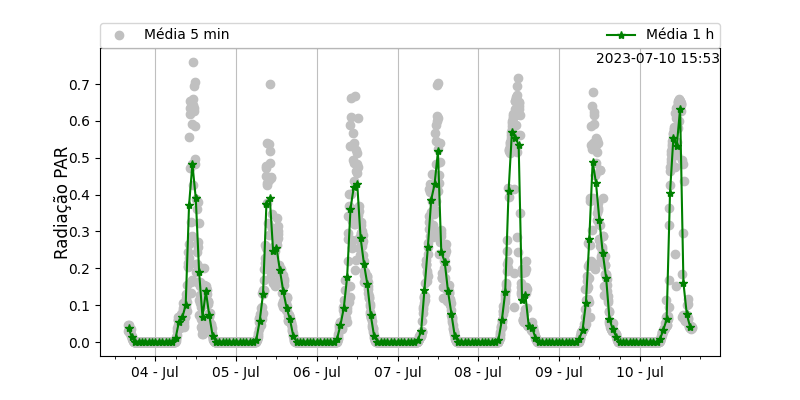 Média 5 min
Média 1 h
2023-07-10 15:53
Radiação PAR
0.7
0.6
0.5
0.4
0.3
0.2
0.1
0.0
04 - Jul
05 - Jul
06 - Jul
07 - Jul
08 - Jul
09 - Jul
10 - Jul